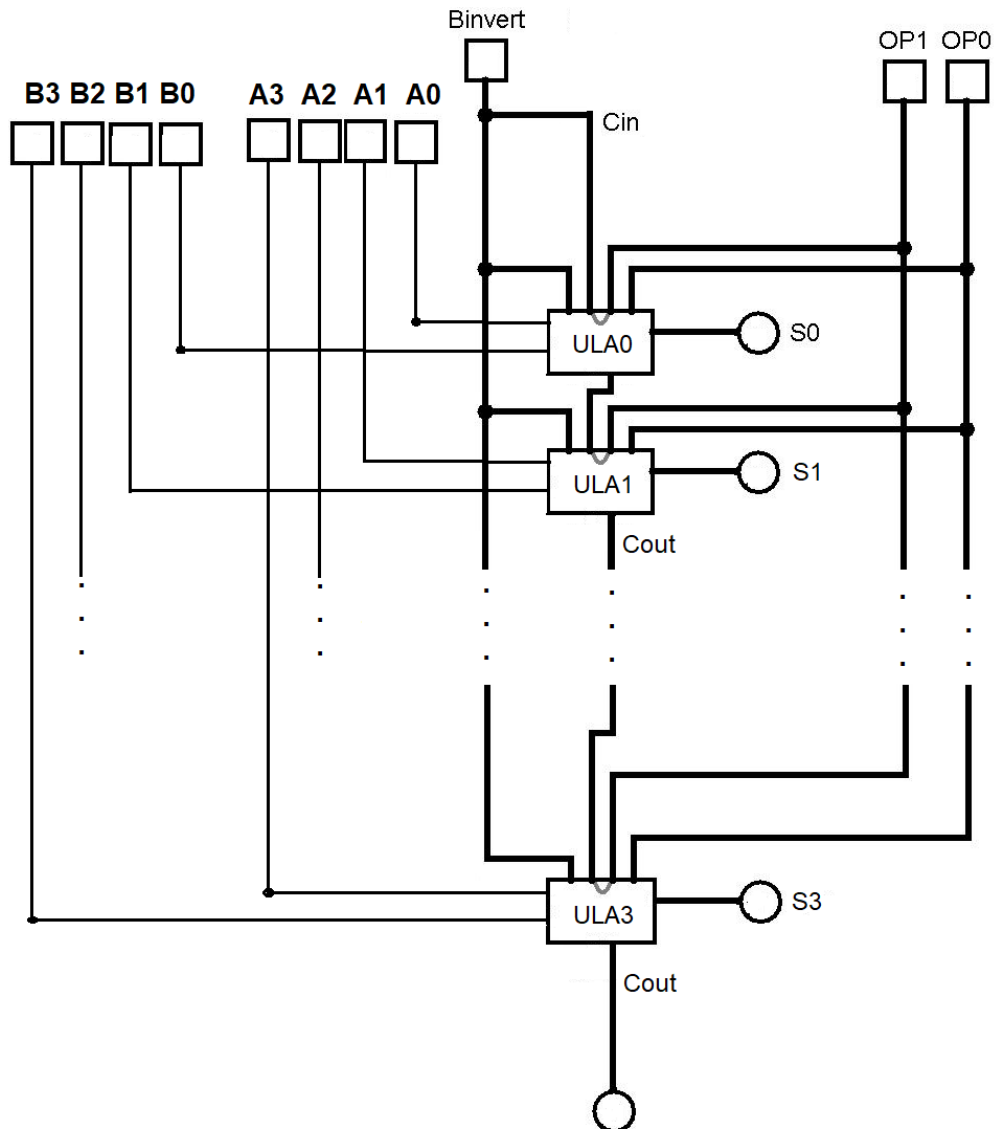 Binvert
OP1 OP0
B3 B2 B1 B0
A3 A2 A1 A0
Cin
ULA0
S0
ULA1
S1
Cout
ULA3
S3
Cout